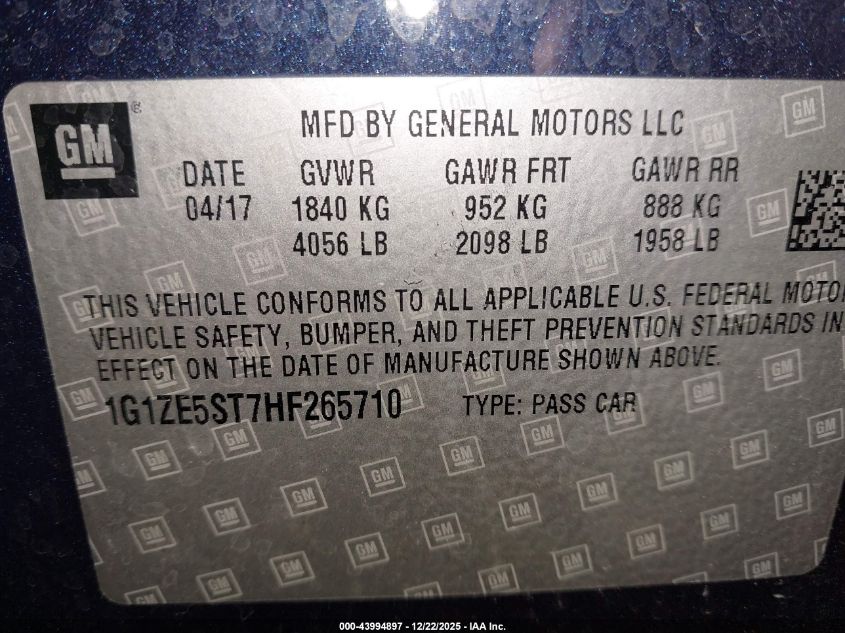 GM
MFD BY GENERAL MOTORS LLC
DATE GVWR GAWR FRT GAWR RR
04/17 1840 KG 952 KG 888 KG
4056 LB 2098 LB 1958 LB
THIS VEHICLE CONFORMS TO ALL APPLICABLE U.S. FEDERAL MOTO
VEHICLE SAFETY, BUMPER, AND THEFT PREVENTION STANDARDS IN
EFFECT ON THE DATE OF MANUFACTURE SHOWN ABOVE.
1G1ZE5ST7HF265710 TYPE: PASS CAR
000-43994897 - 12/22/2025 - IAA Inc.